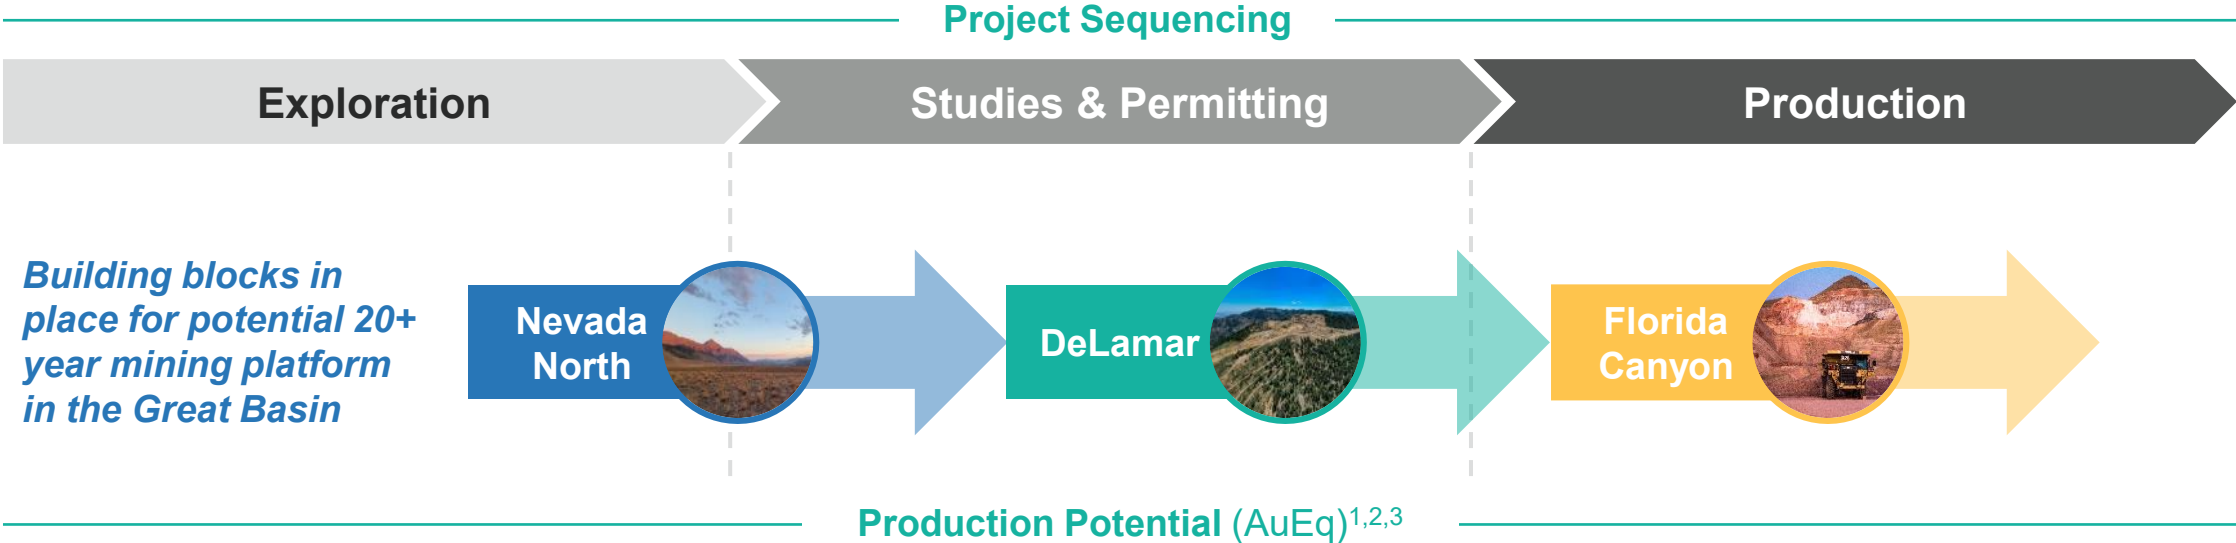 Project Sequencing
Exploration
Studies & Permitting
Production
Building blocks in
place for potential 20+
year mining platform
in the Great Basin
Nevada
North
DeLamar
Florida
Canyon
Production Potential (AuEq)1,2,3